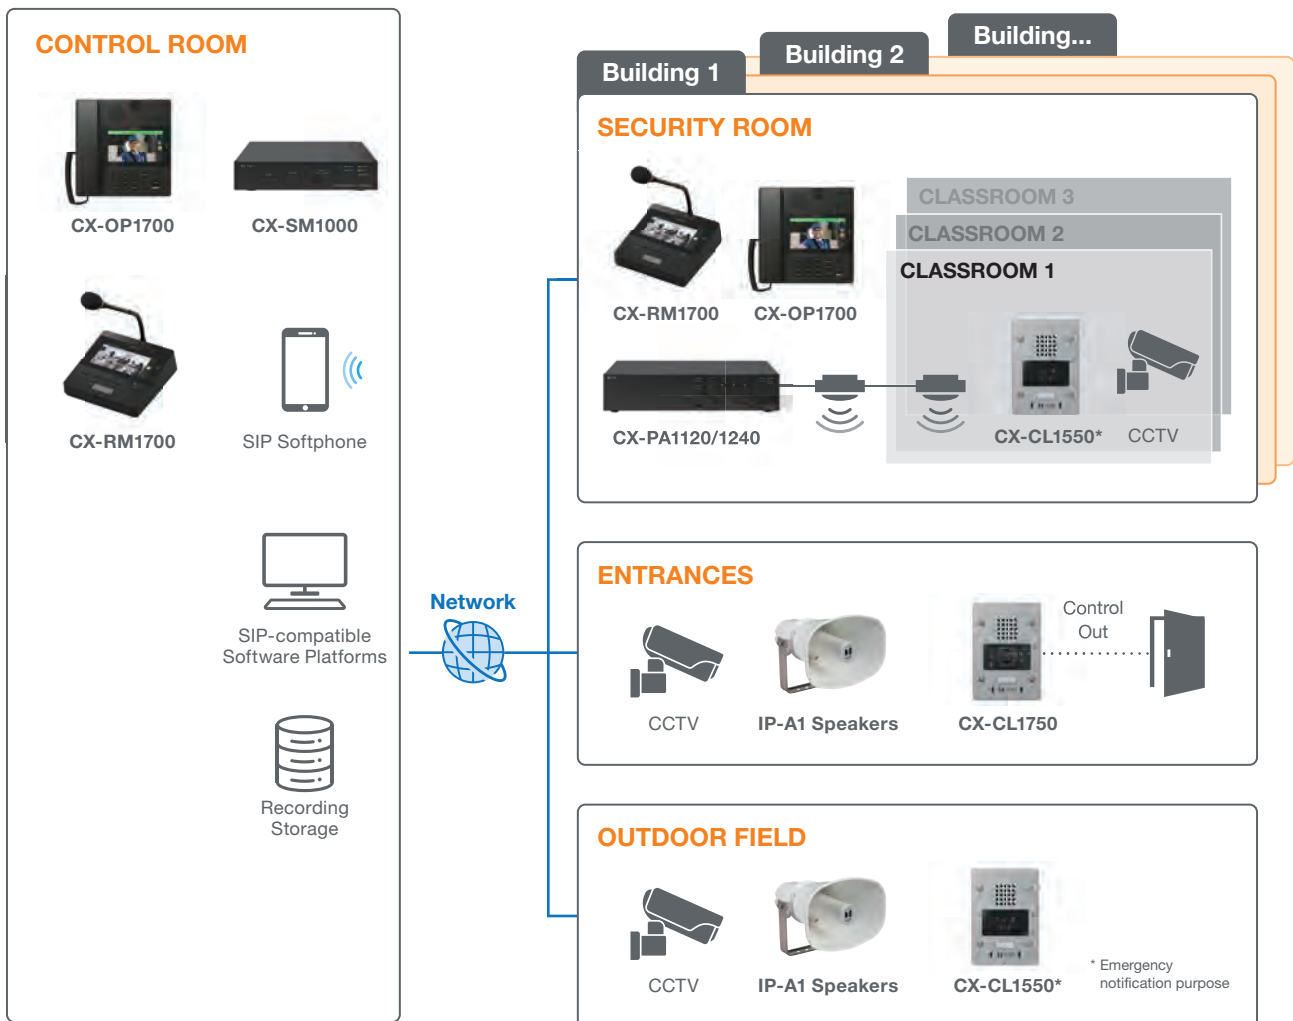 CONTROL ROOM
CX-OP1700
CX-SM1000
CX-RM1700
SIP Softphone
SIP-compatible
Software Platforms
Recording
Storage
Network
Building 1
Building 2
Building...
SECURITY ROOM
CX-RM1700
CX-OP1700
CX-PA1120/1240
CLASSROOM 3
CLASSROOM 2
CLASSROOM 1
CX-CL1550*
CCTV
ENTRANCES
CCTV
IP-A1 Speakers
CX-CL1750
Control
Out
OUTDOOR FIELD
CCTV
IP-A1 Speakers
CX-CL1550*
* Emergency
notification purpose